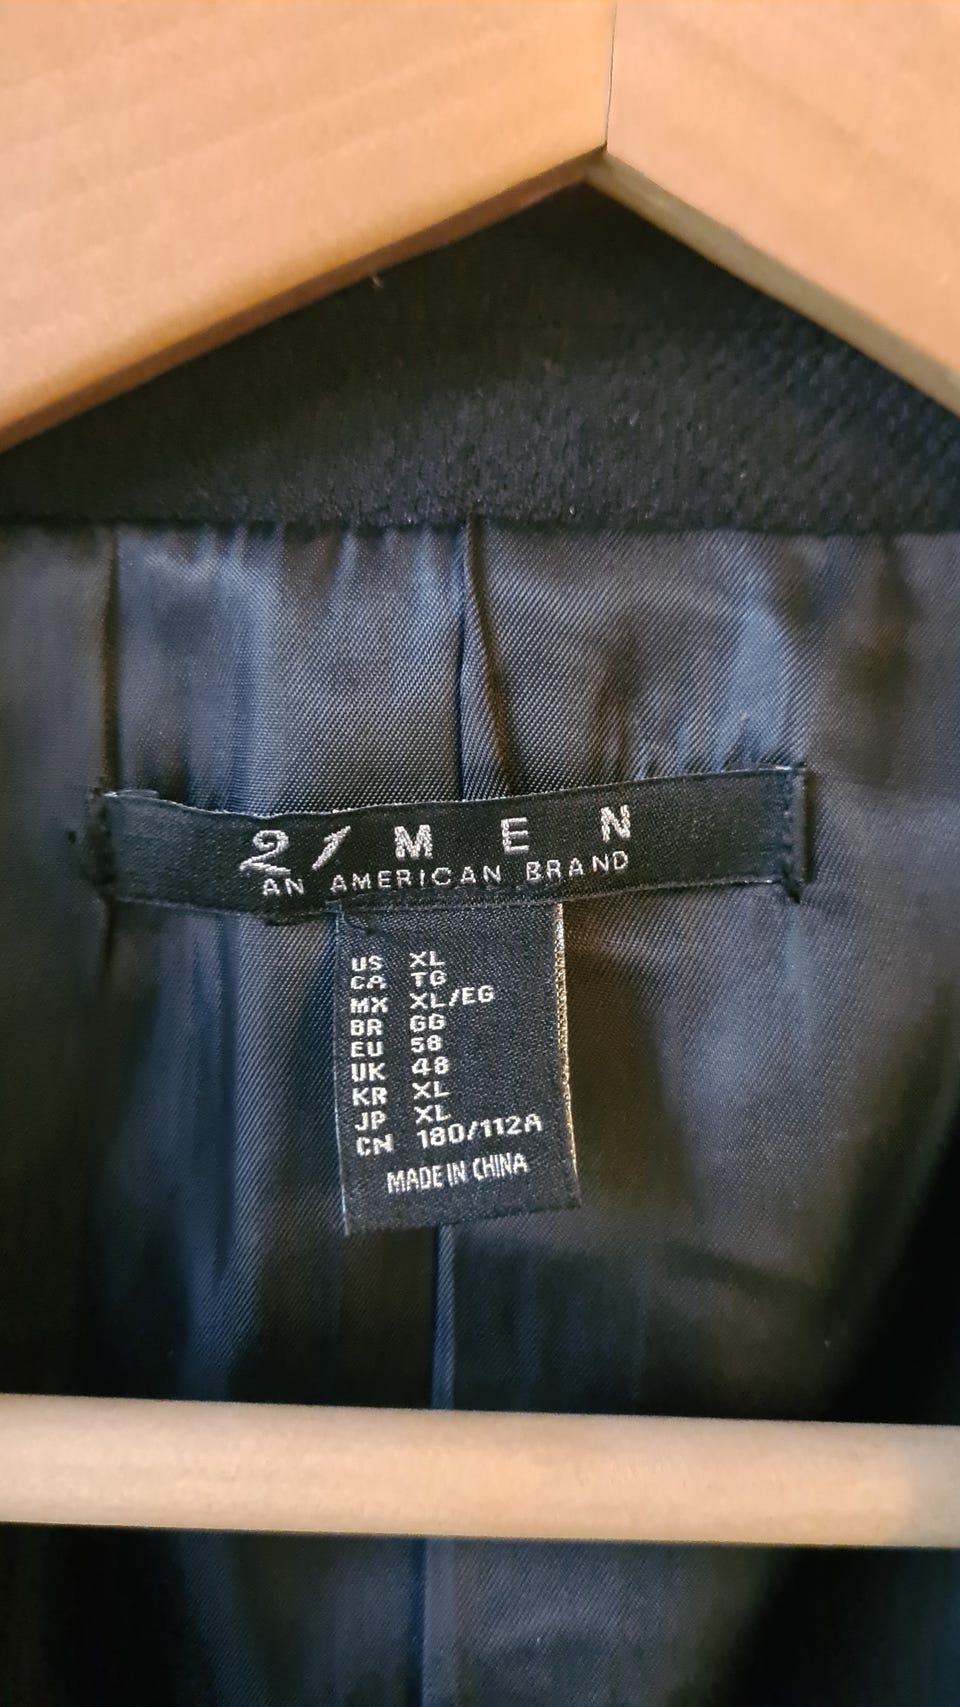 21 MEN
AN AMERICAN BRAND
US XL
CA TG
MX XL/EG
BR GG
EU 58
UK 48
KR XL
JP XL
CN 180/112A
MADE IN CHINA